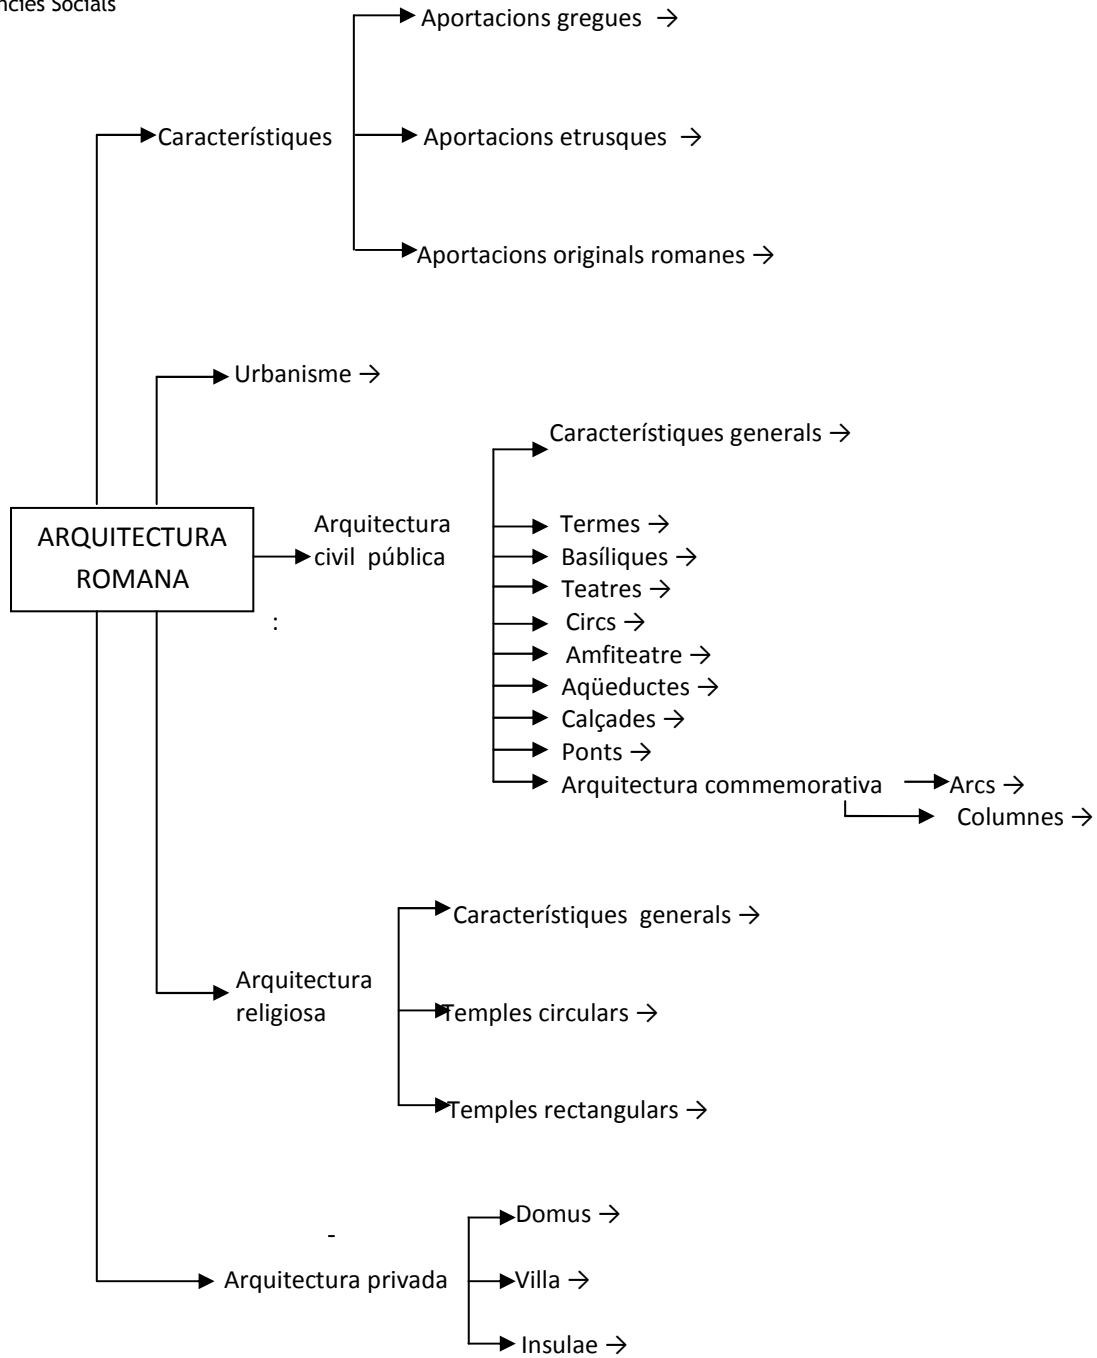 Socials
Aportacions gregues →
Característiques
Aportacions etrusques →
Aportacions originals romanes →
Urbanisme →
Característiques generals →
ARQUITECTURA
ROMANA
:
Arquitectura
civil pública
Termes →
Basíliques →
Teatres →
Circs →
Amfiteatre →
Aqüeductes →
Calçades →
Ponts →
Arquitectura commemorativa
Arcs →
Columnes →
Arquitectura
religiosa
Característiques generals →
Temples circulars →
Temples rectangulars →
-
Arquitectura privada
Domus →
Villa →
Insulae →